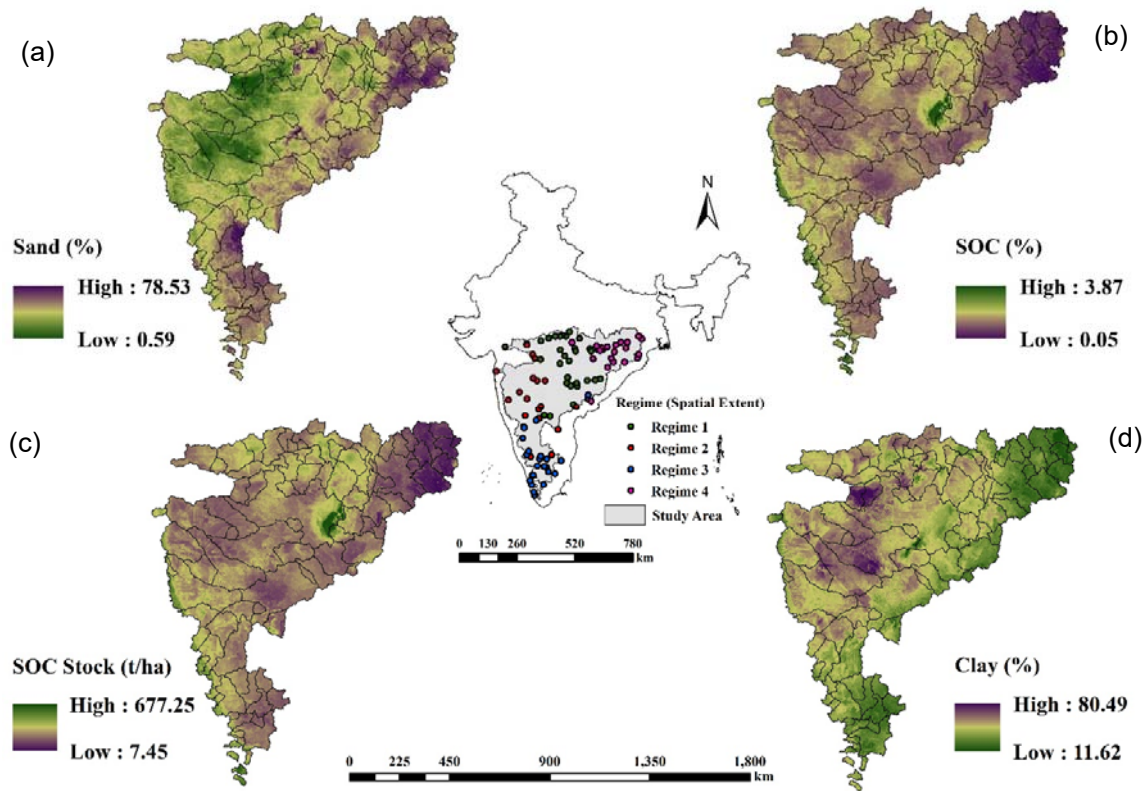 (a)
(b)
Sand (%)
High : 78.53
Low : 0.59
N
SOC (%)
High : 3.87
Low : 0.05
Regime (Spatial Extent)
Regime 1
Regime 2
Regime 3
Regime 4
Study Area
0 130 260 520 780
km
(c)
(d)
SOC Stock (t/ha)
High : 677.25
Low : 7.45
Clay (%)
High : 80.49
Low : 11.62
0 225 450 900 1,350 1,800
km